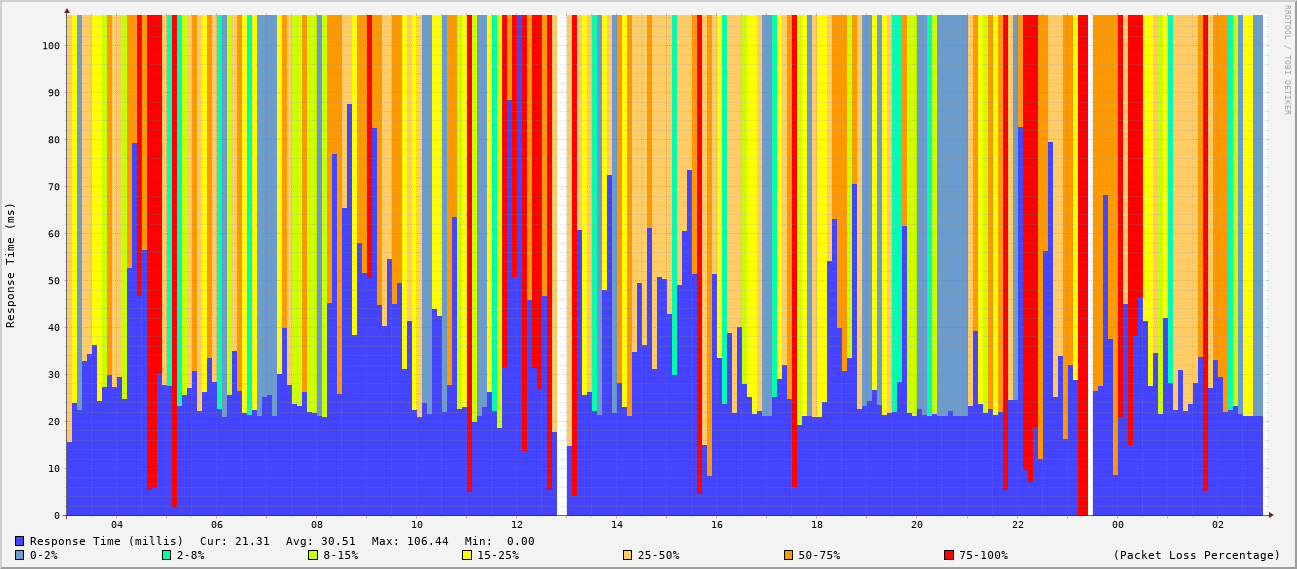 RRDTOOL / TOBI OETIKER
Response Time (ms)
100
90
80
70
60
50
40
30
20
10
0
04 06 08 10 12 14 16 18 20 22 00 02
Response Time (millis) Cur: 21.31 Avg: 30.51 Max: 106.44 Min: 0.00
0-2% 2-8% 8-15% 15-25% 25-50% 50-75% 75-100% (Packet Loss Percentage)